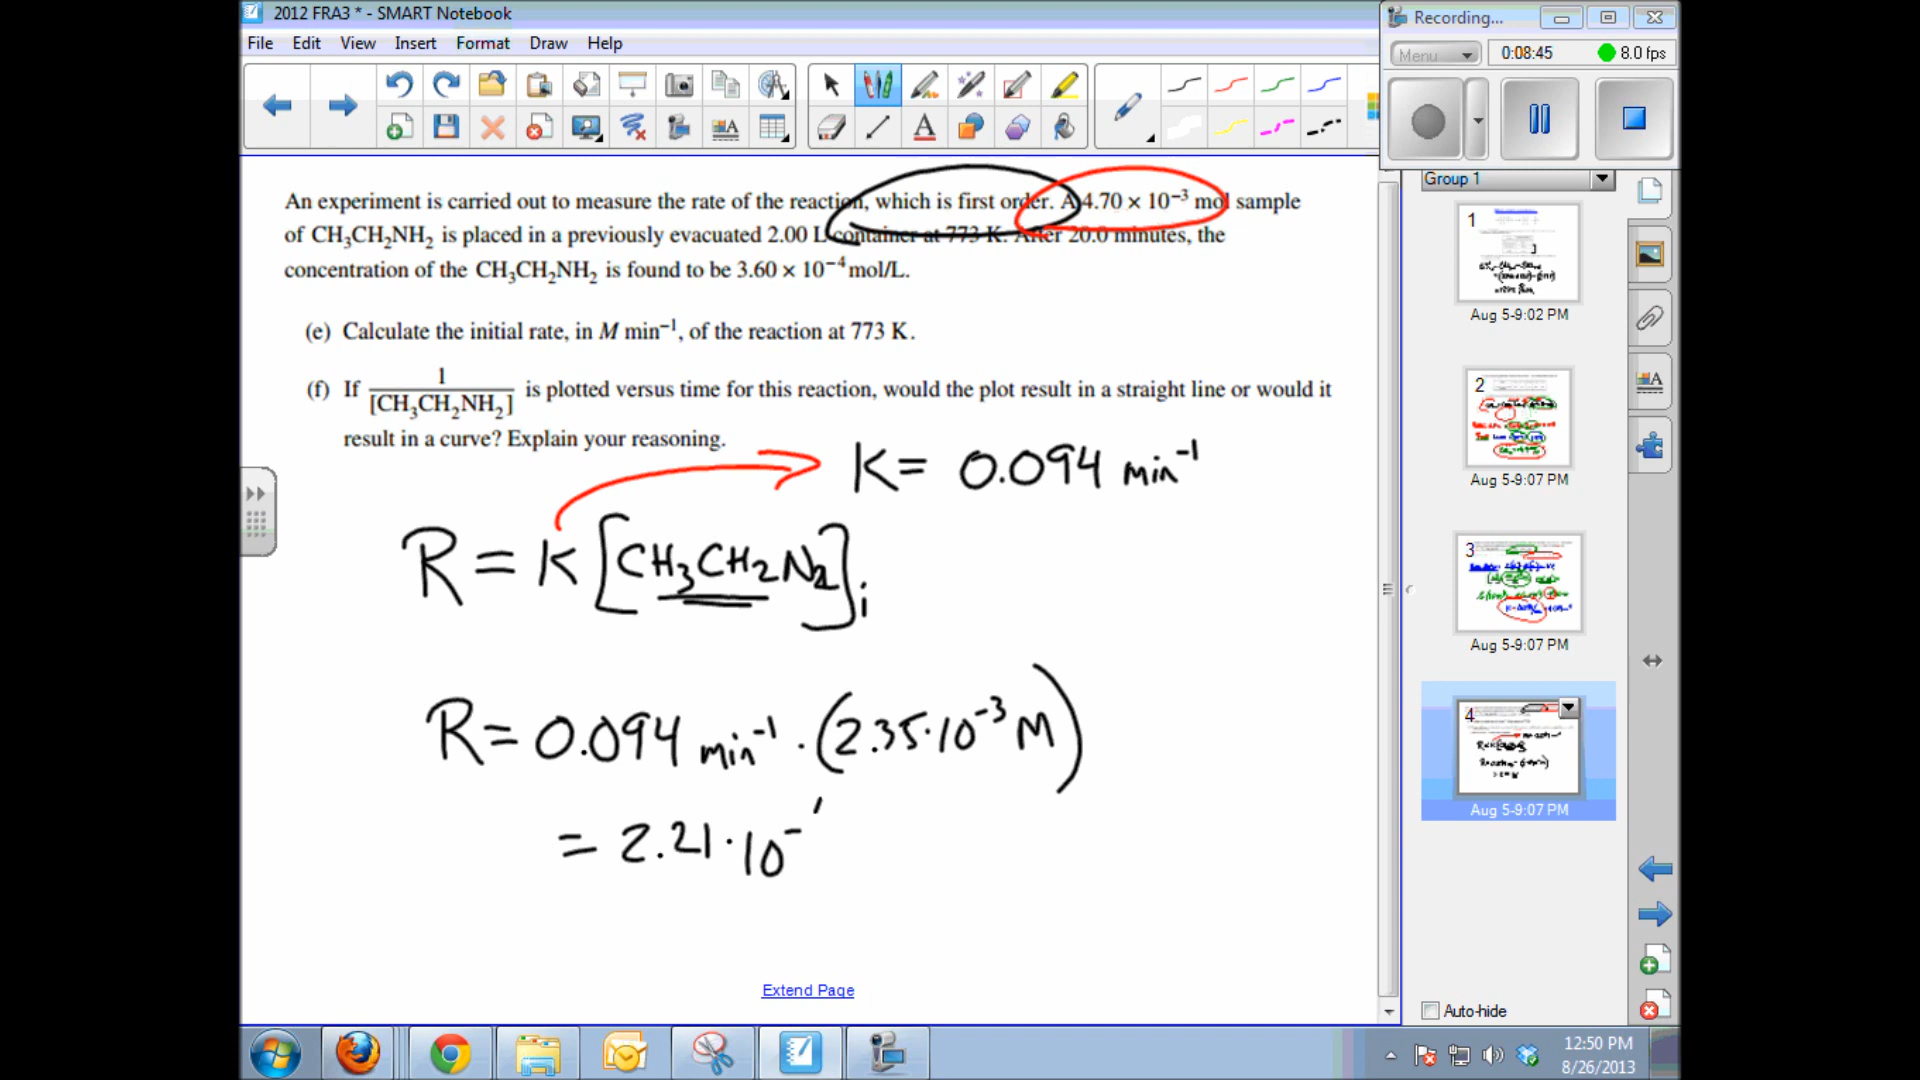 2012 FRA3 * - SMART Notebook
File Edit View Insert Format Draw Help
Recording...
Menu 0:08:45 8.0 fps
An experiment is carried out to measure the rate of the reaction, which is first order. A 4.70 × 10⁻³ mol sample
of CH₃CH₂NH₂ is placed in a previously evacuated 2.00 L container at 773 K. After 20.0 minutes, the
concentration of the CH₃CH₂NH₂ is found to be 3.60 × 10⁻⁴ mol/L.
(e) Calculate the initial rate, in M min⁻¹, of the reaction at 773 K.
(f) If 1/[CH₃CH₂NH₂] is plotted versus time for this reaction, would the plot result in a straight line or would it
result in a curve? Explain your reasoning.
K = 0.094 min⁻¹
R = K [CH₃CH₂N₂]i
R = 0.094 min⁻¹ · (2.35·10⁻³ M)
= 2.21·10⁻
Extend Page
Group 1
1
Aug 5-9:02 PM
2
Aug 5-9:07 PM
3
Aug 5-9:07 PM
4
Aug 5-9:07 PM
Auto-hide
12:50 PM
8/26/2013